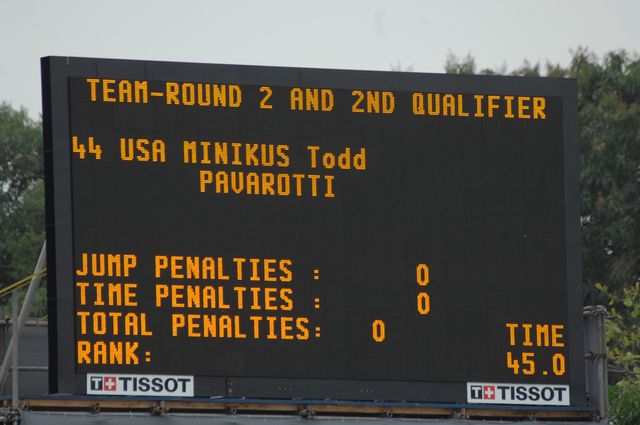 TEAM-ROUND 2 AND 2ND QUALIFIER
44 USA MINIKUS Todd
PAVAROTTI
JUMP PENALTIES : 0
TIME PENALTIES : 0
TOTAL PENALTIES: 0 TIME
RANK: 45.0
T+ TISSOT
T+ TISSOT